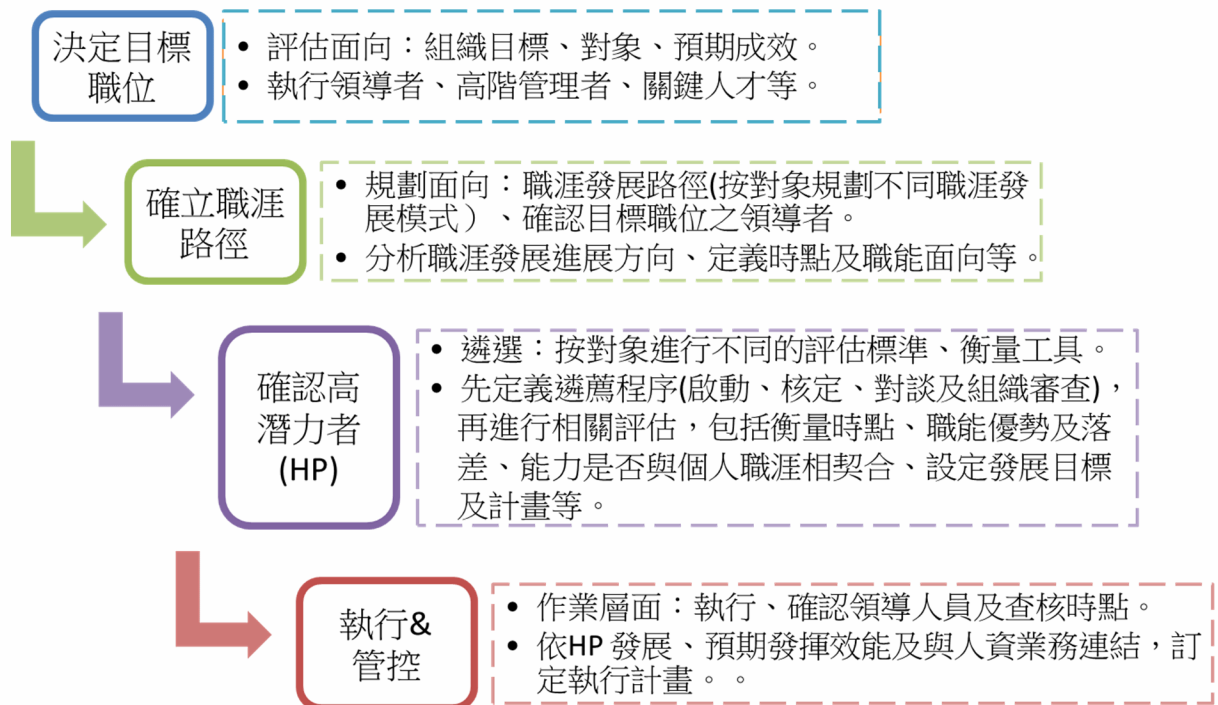 決定目標
職位
• 評估面向：組織目標、對象、預期成效。
• 執行領導者、高階管理者、關鍵人才等。
確立職涯
路徑
• 規劃面向：職涯發展路徑(按對象規劃不同職涯發
展模式）、確認目標職位之領導者。
• 分析職涯發展進展方向、定義時點及職能面向等。
確認高
潛力者
(HP)
• 遴選：按對象進行不同的評估標準、衡量工具。
• 先定義遴薦程序(啟動、核定、對談及組織審查)，
再進行相關評估，包括衡量時點、職能優勢及落
差、能力是否與個人職涯相契合、設定發展目標
及計畫等。
執行&
管控
• 作業層面：執行、確認領導人員及查核時點。
• 依HP 發展、預期發揮效能及與人資業務連結，訂
定執行計畫。。